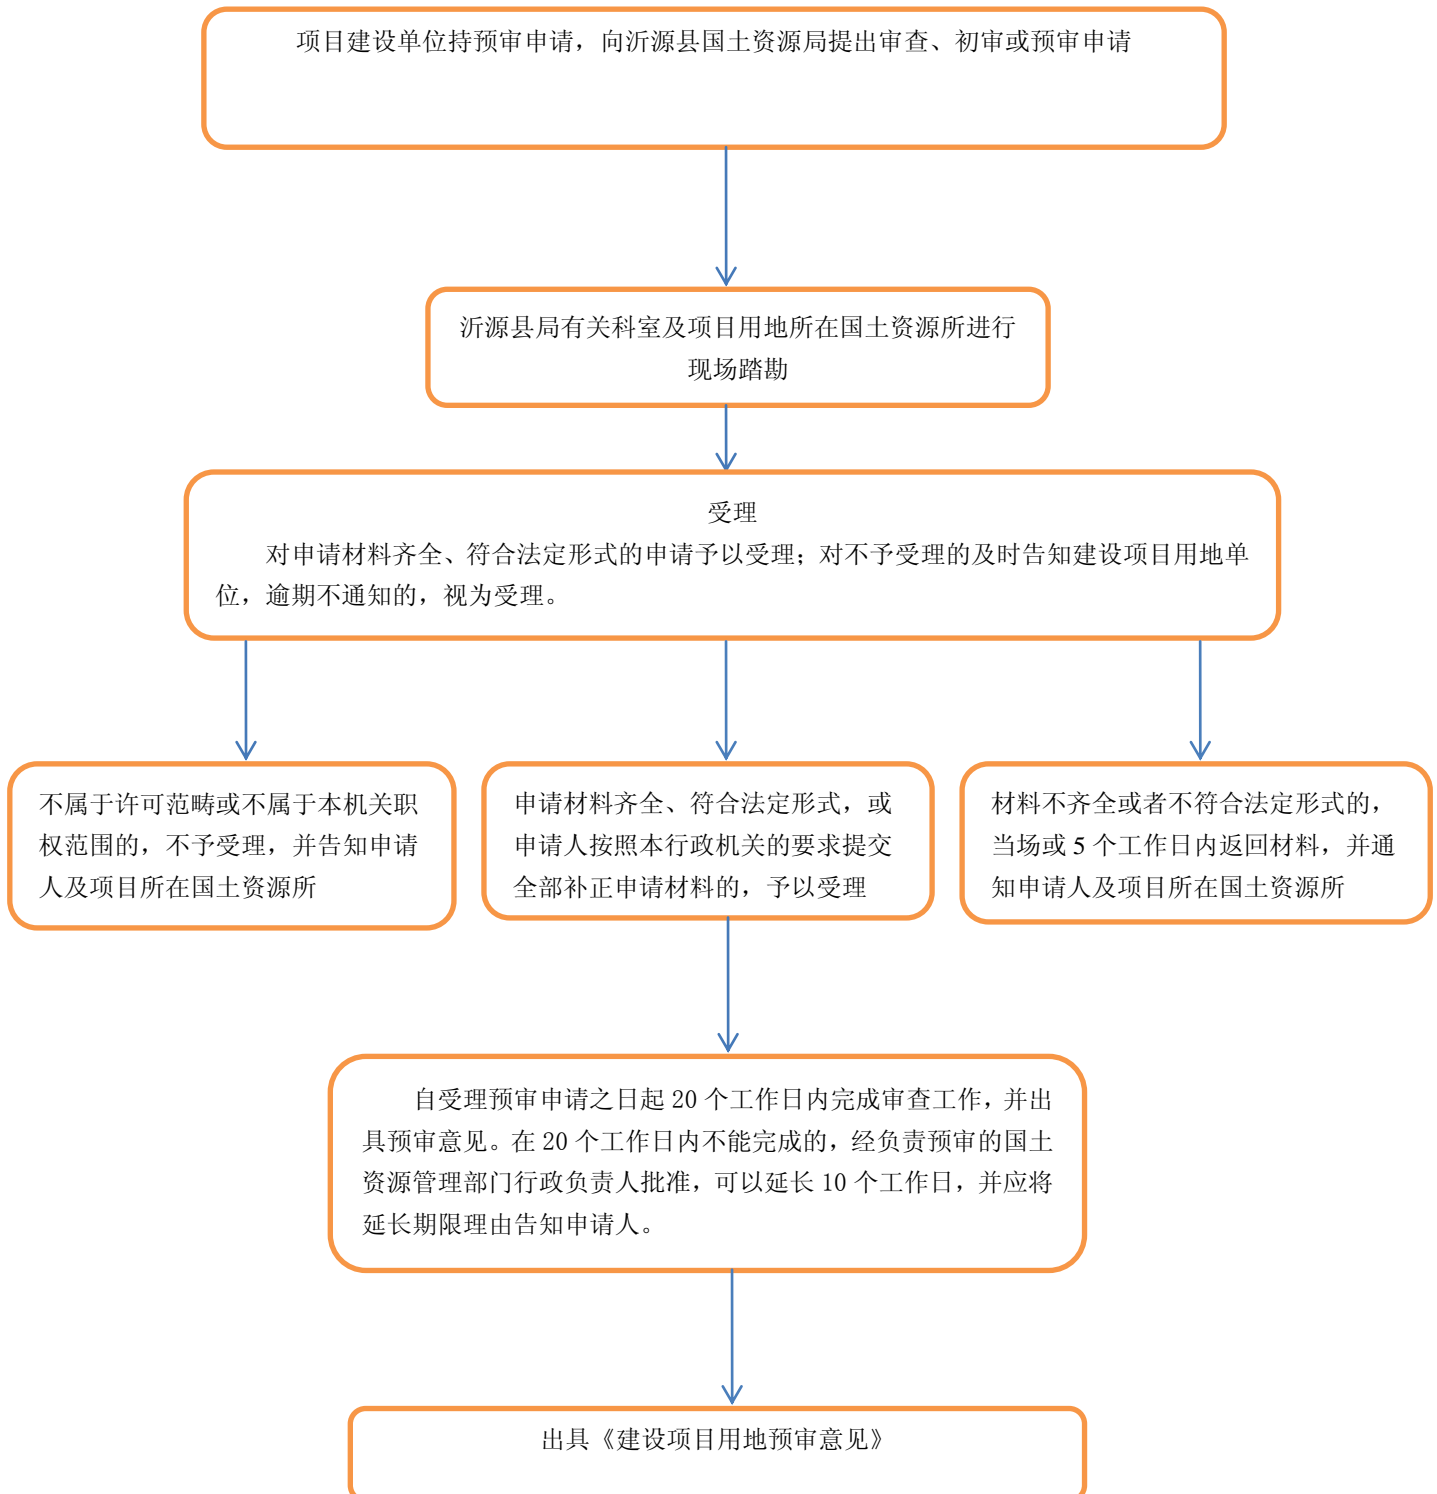 项目建设单位持预审申请，向沂源县国土资源局提出审查、初审或预审申请
沂源县局有关科室及项目用地所在国土资源所进行
现场踏勘
受理
对申请材料齐全、符合法定形式的申请予以受理；对不予受理的及时告知建设项目用地单
位，逾期不通知的，视为受理。
不属于许可范畴或不属于本机关职
权范围的，不予受理，并告知申请
人及项目所在国土资源所
申请材料齐全、符合法定形式，或
申请人按照本行政机关的要求提交
全部补正申请材料的，予以受理
材料不齐全或者不符合法定形式的，
当场或 5 个工作日内返回材料，并通
知申请人及项目所在国土资源所
自受理预审申请之日起 20 个工作日内完成审查工作，并出
具预审意见。在 20 个工作日内不能完成的，经负责预审的国土
资源管理部门行政负责人批准，可以延长 10 个工作日，并应将
延长期限理由告知申请人。
出具《建设项目用地预审意见》